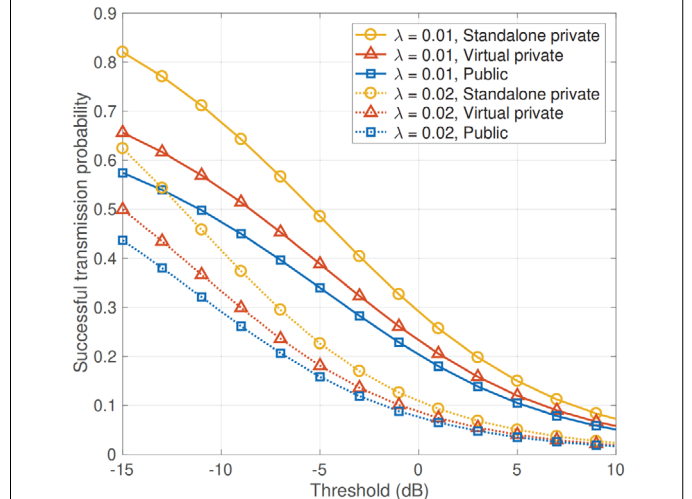 0.9
0.8
0.7
0.6
0.5
0.4
0.3
0.2
0.1
0
Successful transmission probability
λ = 0.01, Standalone private
λ = 0.01, Virtual private
λ = 0.01, Public
λ = 0.02, Standalone private
λ = 0.02, Virtual private
λ = 0.02, Public
-15 -10 -5 0 5 10
Threshold (dB)